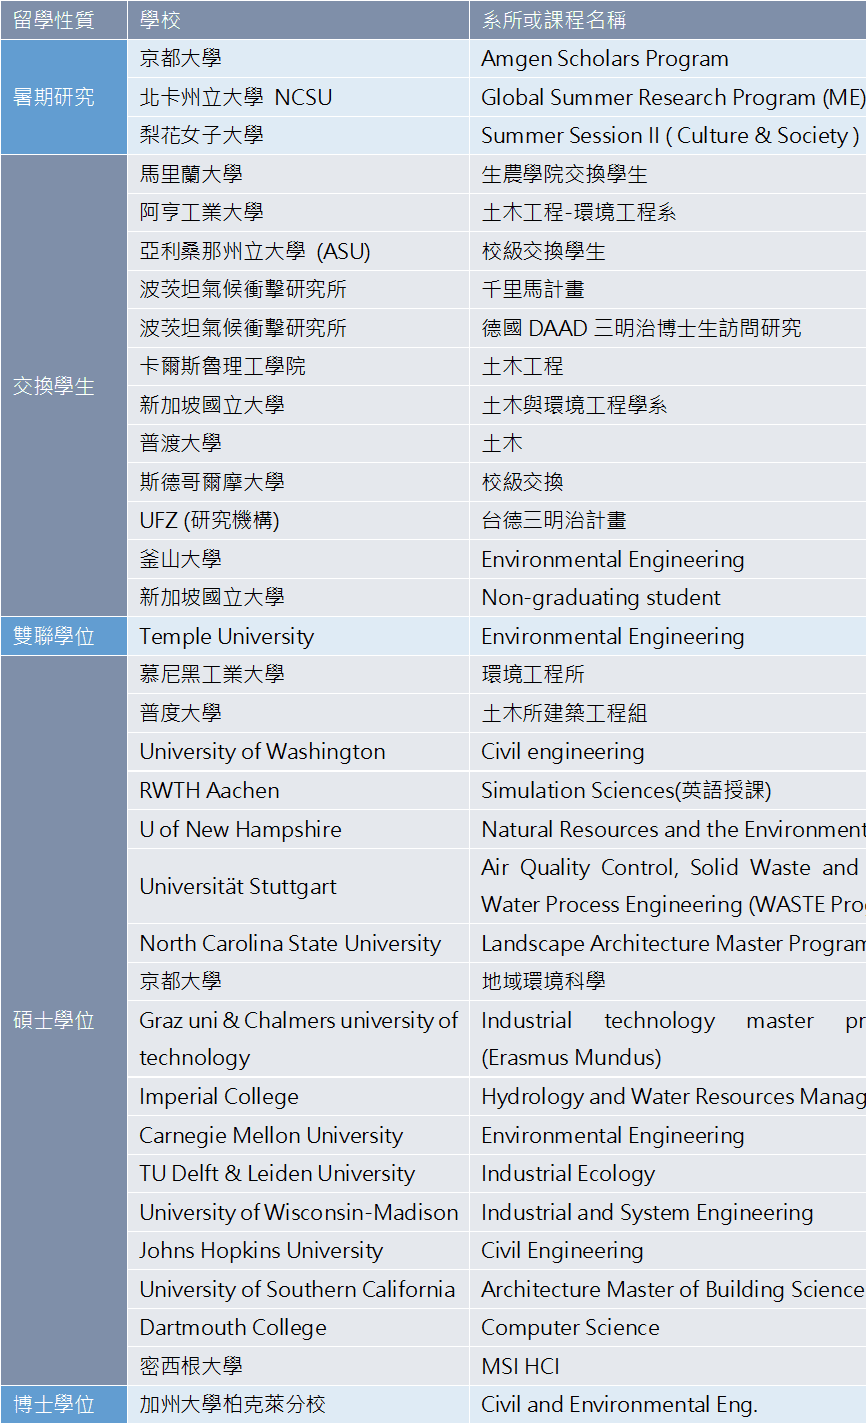 留學性質 學校 系所或課程名稱
暑期研究 京都大學 Amgen Scholars Program
北卡州立大學 NCSU Global Summer Research Program (ME)
梨花女子大學 Summer Session II ( Culture & Society )
交換學生 馬里蘭大學 生農學院交換學生
阿亨工業大學 土木工程-環境工程系
亞利桑那州立大學 (ASU) 校級交換學生
波茨坦氣候衝擊研究所 千里馬計畫
波茨坦氣候衝擊研究所 德國 DAAD 三明治博士生訪問研究
卡爾斯魯理工學院 土木工程
新加坡國立大學 土木與環境工程學系
普渡大學 土木
斯德哥爾摩大學 校級交換
UFZ (研究機構) 台德三明治計畫
釜山大學 Environmental Engineering
新加坡國立大學 Non-graduating student
雙聯學位 Temple University Environmental Engineering
碩士學位 慕尼黑工業大學 環境工程所
普度大學 土木所建築工程組
University of Washington Civil engineering
RWTH Aachen Simulation Sciences(英語授課)
U of New Hampshire Natural Resources and the Environment
Universität Stuttgart Air Quality Control, Solid Waste and
Water Process Engineering (WASTE Pro
North Carolina State University Landscape Architecture Master Program
京都大學 地域環境科學
Graz uni & Chalmers university of Industrial technology master pr
technology (Erasmus Mundus)
Imperial College Hydrology and Water Resources Manag
Carnegie Mellon University Environmental Engineering
TU Delft & Leiden University Industrial Ecology
University of Wisconsin-Madison Industrial and System Engineering
Johns Hopkins University Civil Engineering
University of Southern California Architecture Master of Building Science
Dartmouth College Computer Science
密西根大學 MSI HCI
博士學位 加州大學柏克萊分校 Civil and Environmental Eng.